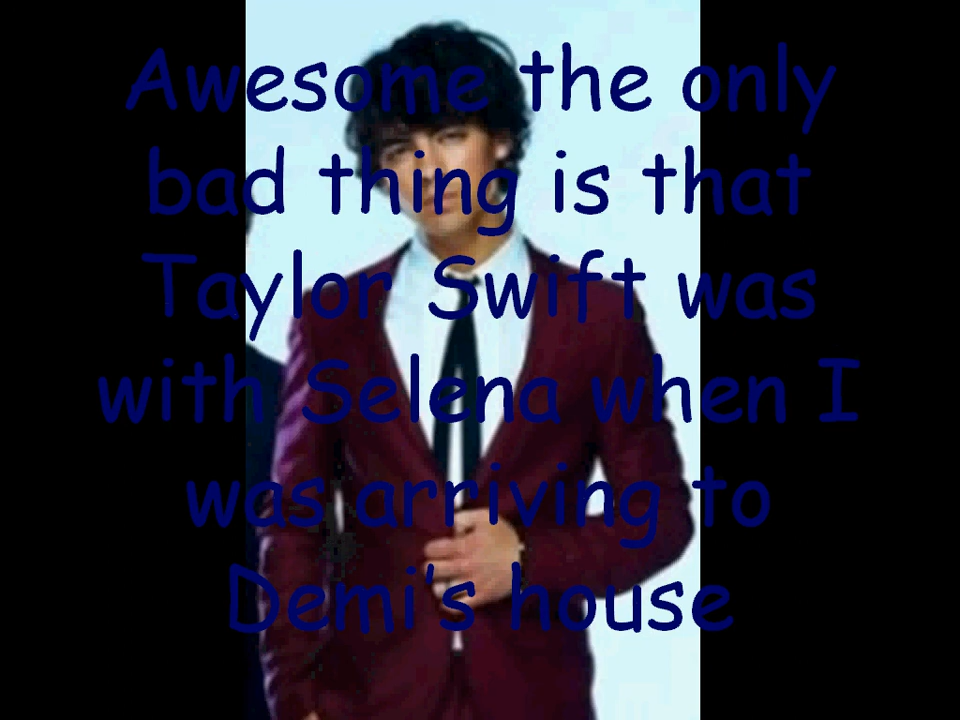 Awesome the only
bad thing is that
Taylor Swift was
with Selena when I
was arriving to
Demi's house